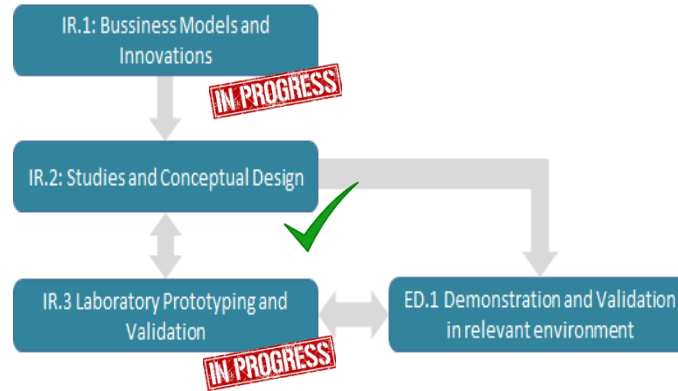 IR.1: Bussiness Models and
Innovations
IN PROGRESS
IR.2: Studies and Conceptual Design
IR.3 Laboratory Prototyping and
Validation
IN PROGRESS
ED.1 Demonstration and Validation
in relevant environment